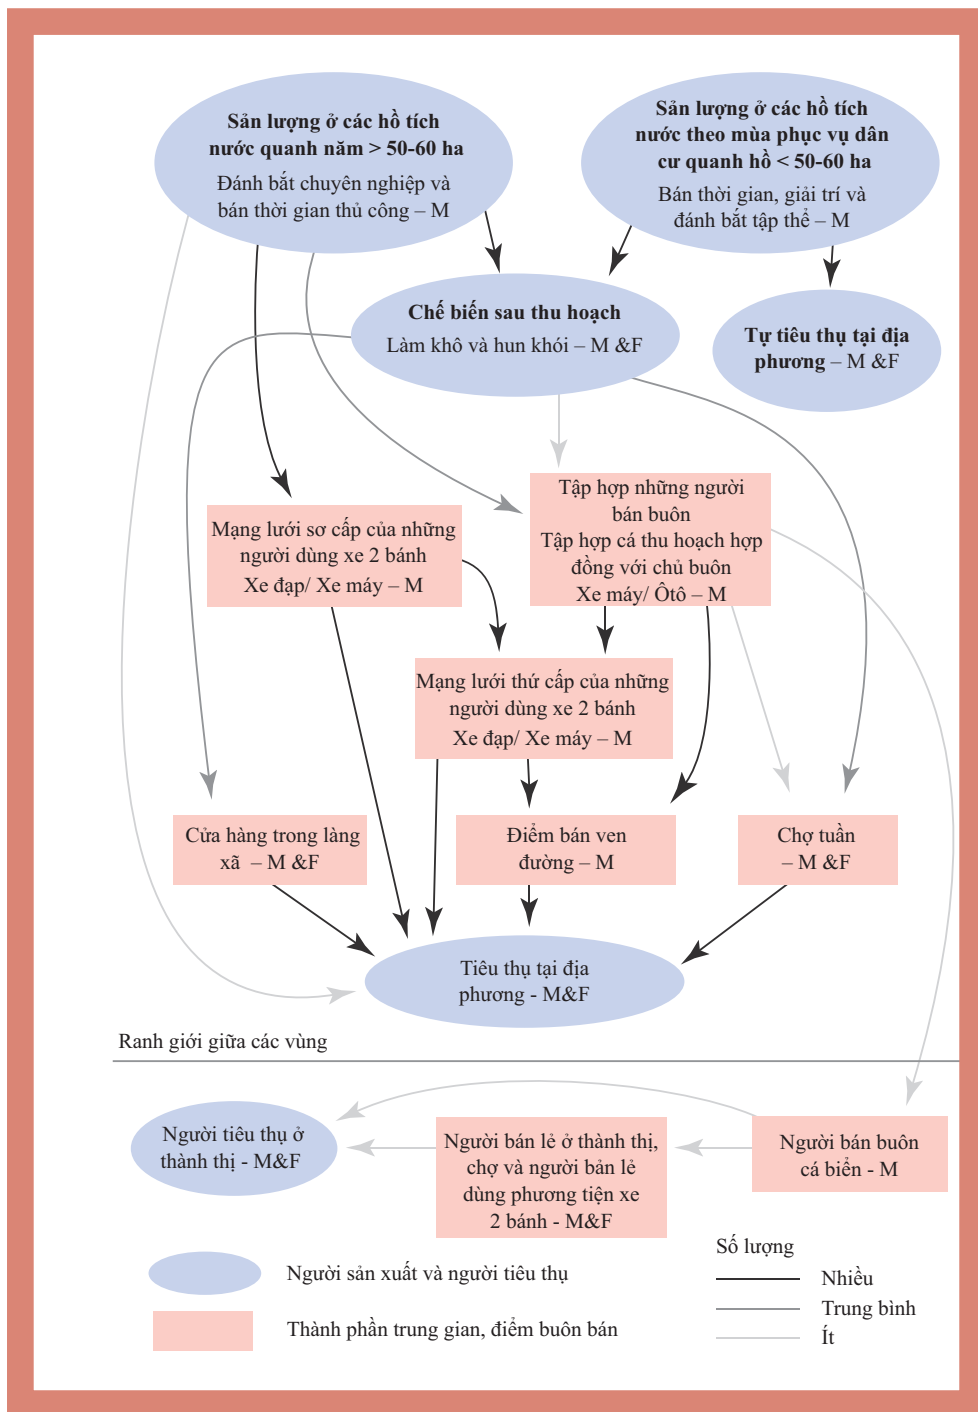 Sản lượng ở các hồ tích
nước quanh năm > 50-60 ha
Đánh bắt chuyên nghiệp và
bán thời gian thủ công – M
Sản lượng ở các hồ tích
nước theo mùa phục vụ dân
cư quanh hồ < 50-60 ha
Bán thời gian, giải trí và
đánh bắt tập thể – M
Chế biến sau thu hoạch
Làm khô và hun khói – M &F
Tự tiêu thụ tại địa
phương – M &F
Mạng lưới sơ cấp của những
người dùng xe 2 bánh
Xe đạp/ Xe máy – M
Tập hợp những người
bán buôn
Tập hợp cá thu hoạch hợp
đồng với chủ buôn
Xe máy/ Ôtô – M
Mạng lưới thứ cấp của những
người dùng xe 2 bánh
Xe đạp/ Xe máy – M
Cửa hàng trong làng
xã – M &F
Điểm bán ven
đường – M
Chợ tuần
– M &F
Tiêu thụ tại địa
phương - M&F
Ranh giới giữa các vùng
Người tiêu thụ ở
thành thị - M&F
Người bán lẻ ở thành thị,
chợ và người bản lẻ
dùng phương tiện xe
2 bánh - M&F
Người bán buôn
cá biển - M
Người sản xuất và người tiêu thụ
Thành phần trung gian, điểm buôn bán
Số lượng
Nhiều
Trung bình
Ít